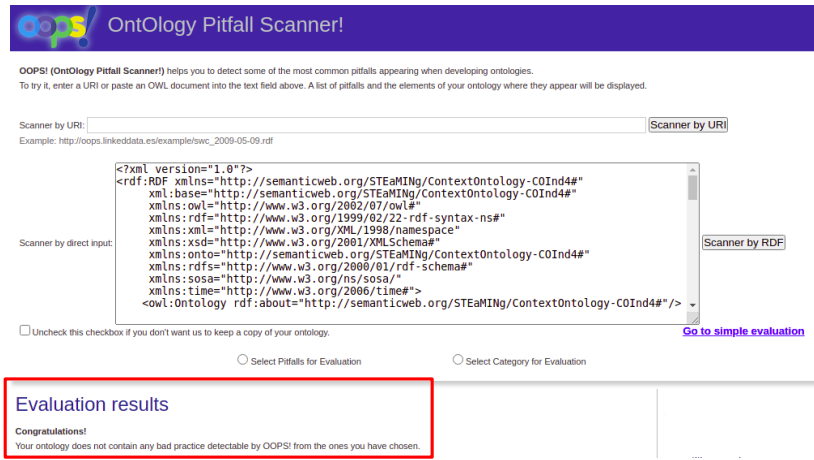 oops! OntOlogy Pitfall Scanner!
OOPS! (OntOlogy Pitfall Scanner!) helps you to detect some of the most common pitfalls appearing when developing ontologies.
To try it, enter a URI or paste an OWL document into the text field above. A list of pitfalls and the elements of your ontology where they appear will be displayed.
Scanner by URI: Scanner by URI
Example: http://oops.linkeddata.es/example/swc_2009-05-09.rdf
<?xml version="1.0"?>
<rdf:RDF xmlns="http://semanticweb.org/STEaMINg/ContextOntology-COInd4#"
xml:base="http://semanticweb.org/STEaMINg/ContextOntology-COInd4#"
xmlns:owl="http://www.w3.org/2002/07/owl#"
xmlns:rdf="http://www.w3.org/1999/02/22-rdf-syntax-ns#"
xmlns:xml="http://www.w3.org/XML/1998/namespace"
xmlns:xsd="http://www.w3.org/2001/XMLSchema#"
Scanner by direct input: xmlns:onto="http://semanticweb.org/STEaMINg/ContextOntology-COInd4#" Scanner by RDF
xmlns:rdfs="http://www.w3.org/2000/01/rdf-schema#"
xmlns:sosa="http://www.w3.org/ns/sosa/"
xmlns:time="http://www.w3.org/2006/time#">
<owl:Ontology rdf:about="http://semanticweb.org/STEaMINg/ContextOntology-COInd4#"/>
Uncheck this checkbox if you don't want us to keep a copy of your ontology. Go to simple evaluation
Select Pitfalls for Evaluation Select Category for Evaluation
Evaluation results
Congratulations!
Your ontology does not contain any bad practice detectable by OOPS! from the ones you have chosen.